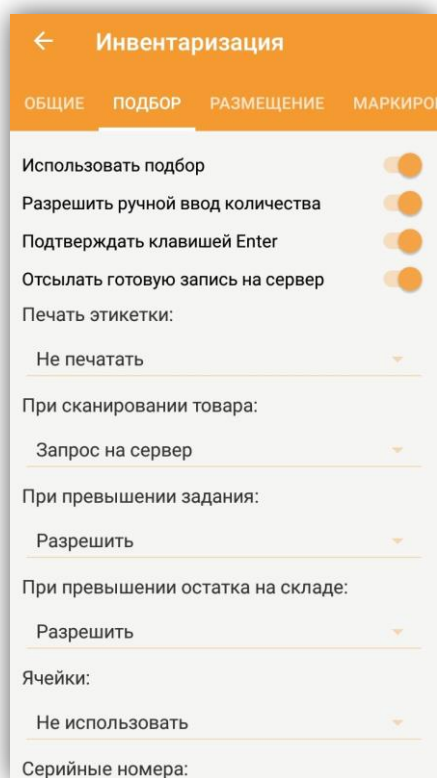 Инвентаризация
ОБЩИЕ ПОДБОР РАЗМЕЩЕНИЕ МАРКИРО
Использовать подбор
Разрешить ручной ввод количества
Подтверждать клавишей Enter
Отсылать готовую запись на сервер
Печать этикетки:
Не печатать
При сканировании товара:
Запрос на сервер
При превышении задания:
Разрешить
При превышении остатка на складе:
Разрешить
Ячейки:
Не использовать
Серийные номера: